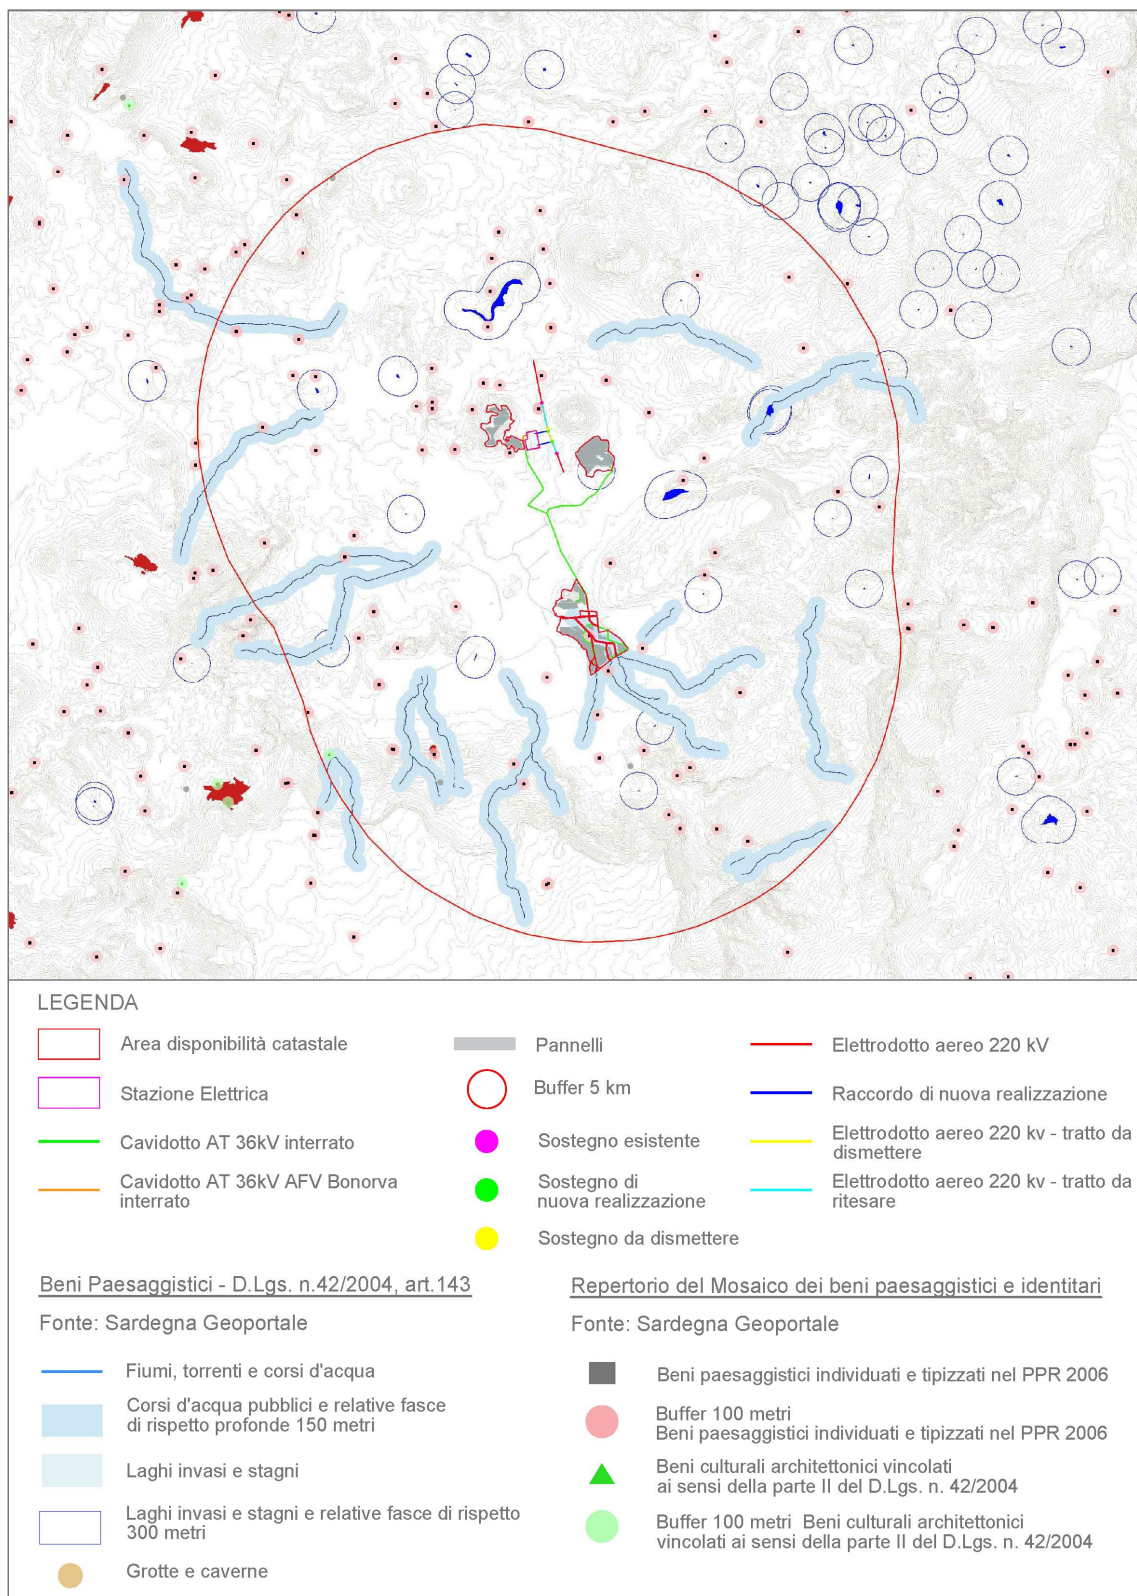 LEGENDA
Area disponibilità catastale
Stazione Elettrica
Cavidotto AT 36kV interrato
Cavidotto AT 36kV AFV Bonorva
interrato
Pannelli
Buffer 5 km
Sostegno esistente
Sostegno di
nuova realizzazione
Sostegno da dismettere
Elettrodotto aereo 220 kV
Raccordo di nuova realizzazione
Elettrodotto aereo 220 kv - tratto da
dismettere
Elettrodotto aereo 220 kv - tratto da
ritesare
Beni Paesaggistici - D.Lgs. n.42/2004, art.143
Fonte: Sardegna Geoportale
Fiumi, torrenti e corsi d'acqua
Corsi d'acqua pubblici e relative fasce
di rispetto profonde 150 metri
Laghi invasi e stagni
Laghi invasi e stagni e relative fasce di rispetto
300 metri
Grotte e caverne
Repertorio del Mosaico dei beni paesaggistici e identitari
Fonte: Sardegna Geoportale
Beni paesaggistici individuati e tipizzati nel PPR 2006
Buffer 100 metri
Beni paesaggistici individuati e tipizzati nel PPR 2006
Beni culturali architettonici vincolati
ai sensi della parte II del D.Lgs. n. 42/2004
Buffer 100 metri Beni culturali architettonici
vincolati ai sensi della parte II del D.Lgs. n. 42/2004